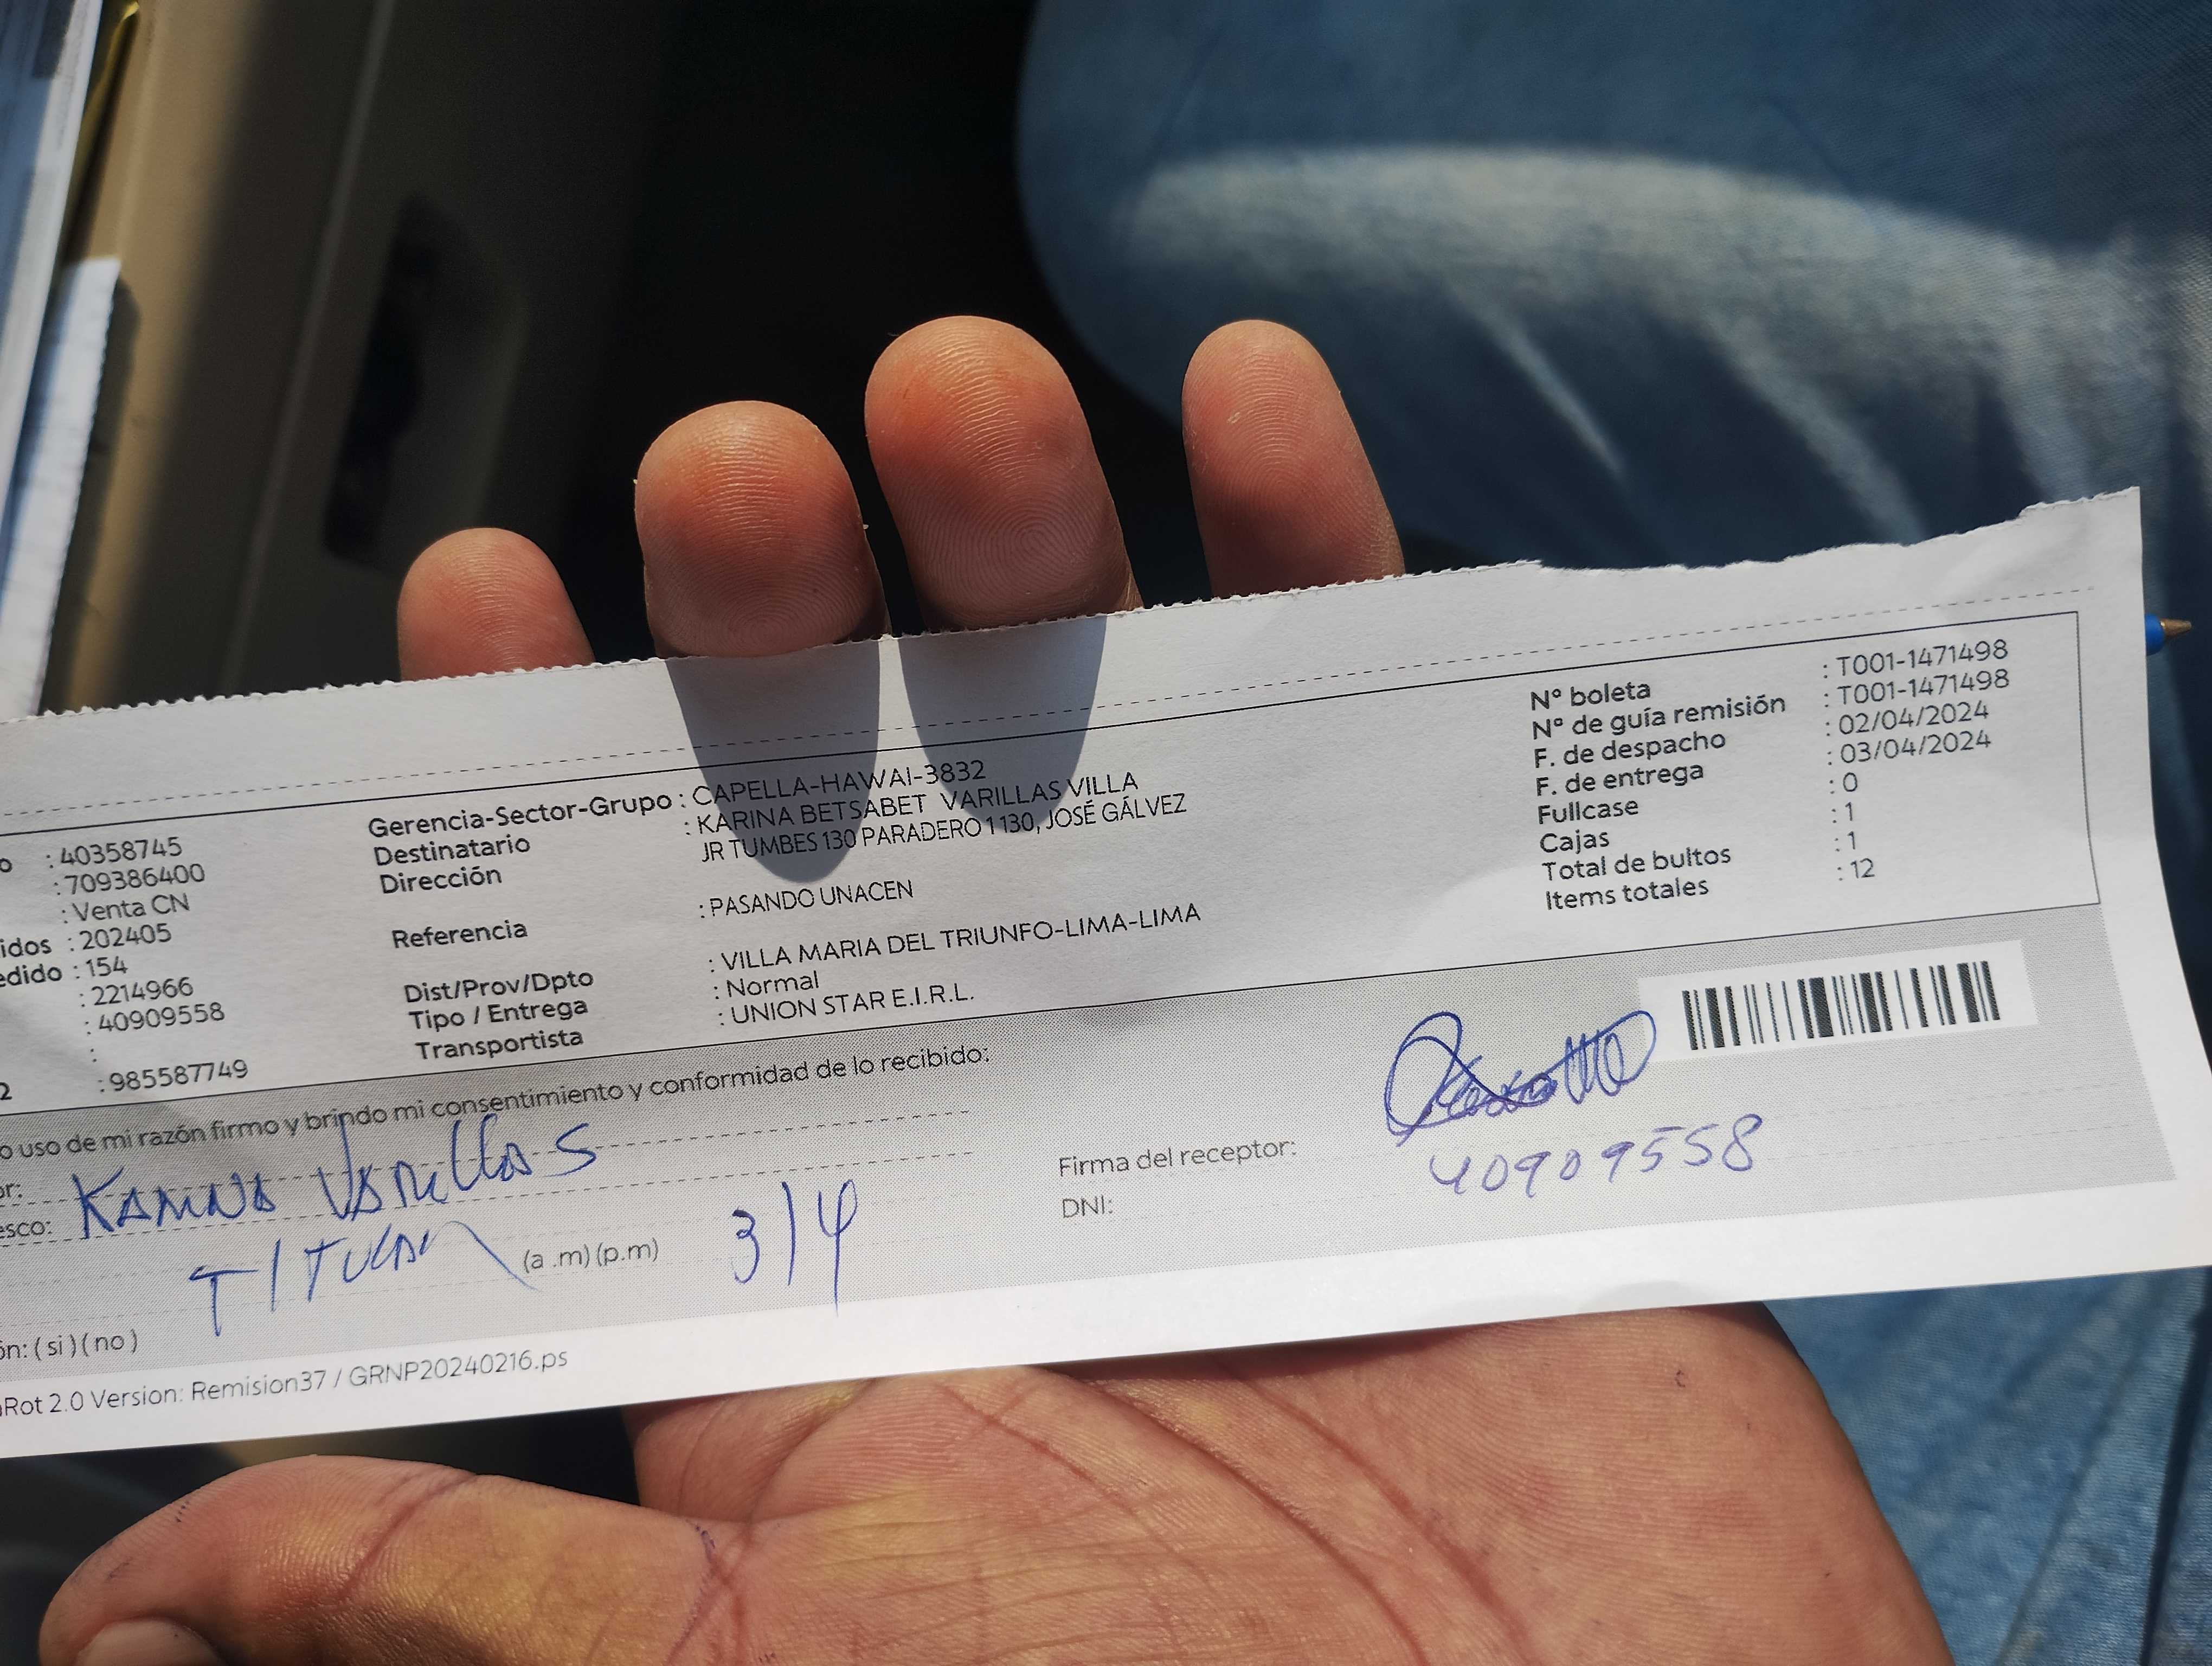 o : 40358745
: 709386400
: Venta CN
idos : 202405
edido : 154
: 2214966
: 40909558
:
2 : 985587749
Gerencia-Sector-Grupo : CAPELLA-HAWAI-3832
Destinatario : KARINA BETSABET VARILLAS VILLA
Dirección JR TUMBES 130 PARADERO 1 130, JOSÉ GÁLVEZ
Referencia : PASANDO UNACEN
Dist/Prov/Dpto : VILLA MARIA DEL TRIUNFO-LIMA-LIMA
Tipo / Entrega : Normal
Transportista : UNION STAR E.I.R.L.
N° boleta : T001-1471498
N° de guía remisión : T001-1471498
F. de despacho : 02/04/2024
F. de entrega : 03/04/2024
Fullcase : 0
Cajas : 1
Total de bultos : 1
Items totales : 12
o uso de mi razón firmo y brindo mi consentimiento y conformidad de lo recibido:
or: KARINA VARILLAS
esco: TITULAR
(a .m) (p.m) 3/4
Firma del receptor:
DNI: 40909558
ón: ( si ) ( no )
Rot 2.0 Version: Remision37 / GRNP20240216.ps